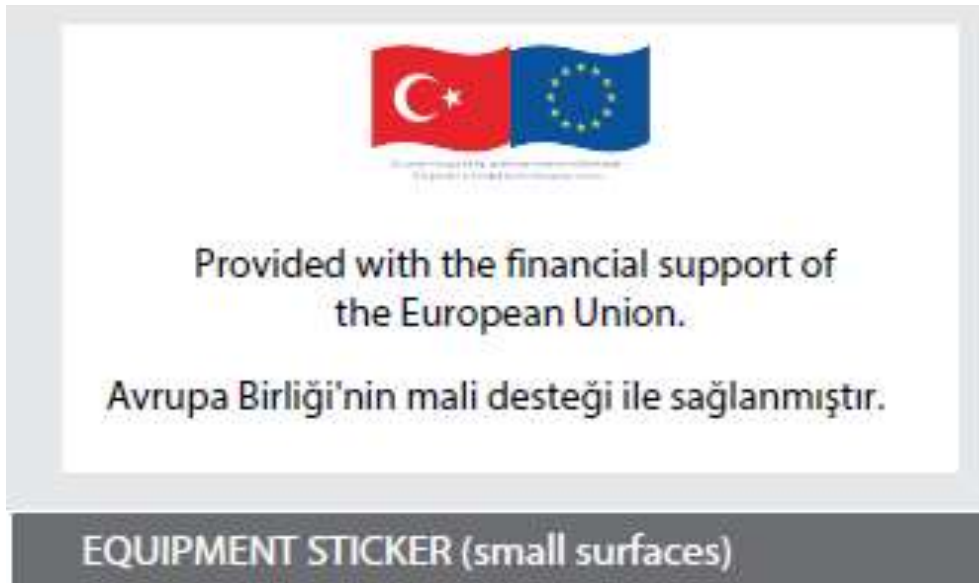 Provided with the financial support of
the European Union.
Avrupa Birliği'nin mali desteği ile sağlanmıştır.
EQUIPMENT STICKER (small surfaces)